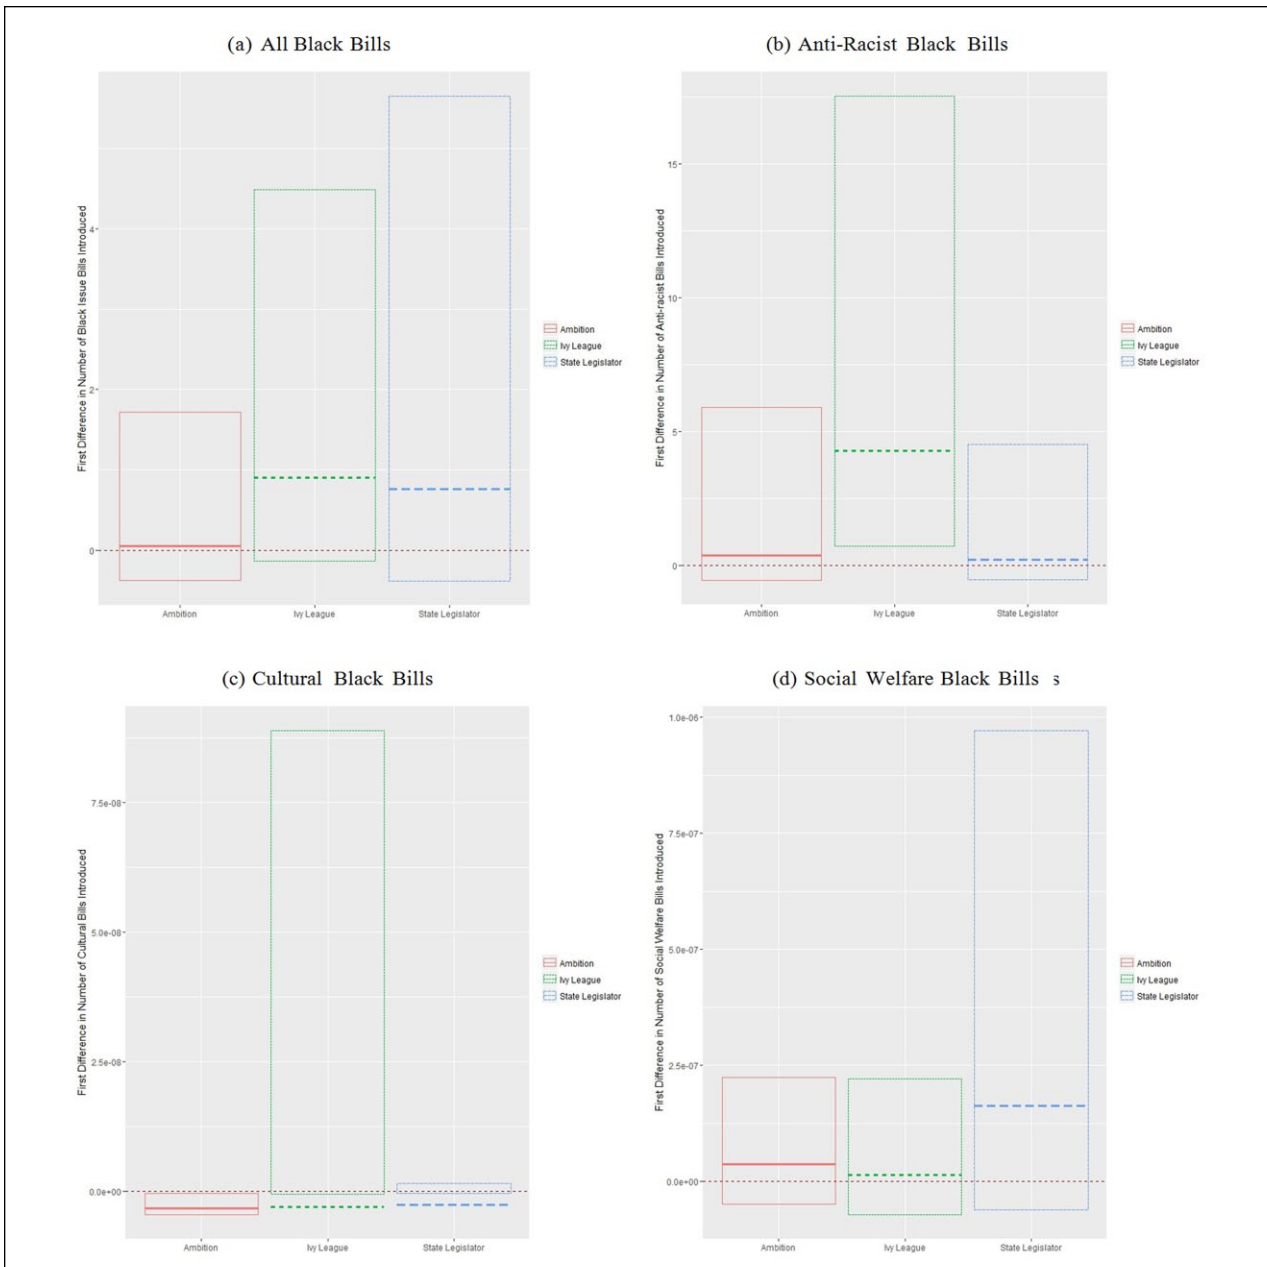 (a) All Black Bills
First Difference in Number of Black Issue Bills Introduced
4
2
0
Ambition
Ivy League
State Legislator
Ambition
Ivy League
State Legislator
(b) Anti-Racist Black Bills
First Difference in Number of Anti-racist Bills Introduced
15
10
5
0
Ambition
Ivy League
State Legislator
Ambition
Ivy League
State Legislator
(c) Cultural Black Bills
First Difference in Number of Cultural Bills Introduced
7.5e-08
5.0e-08
2.5e-08
0.0e+00
Ambition
Ivy League
State Legislator
Ambition
Ivy League
State Legislator
(d) Social Welfare Black Bills s
First Difference in Number of Social Welfare Bills Introduced
1.0e-06
7.5e-07
5.0e-07
2.5e-07
0.0e+00
Ambition
Ivy League
State Legislator
Ambition
Ivy League
State Legislator